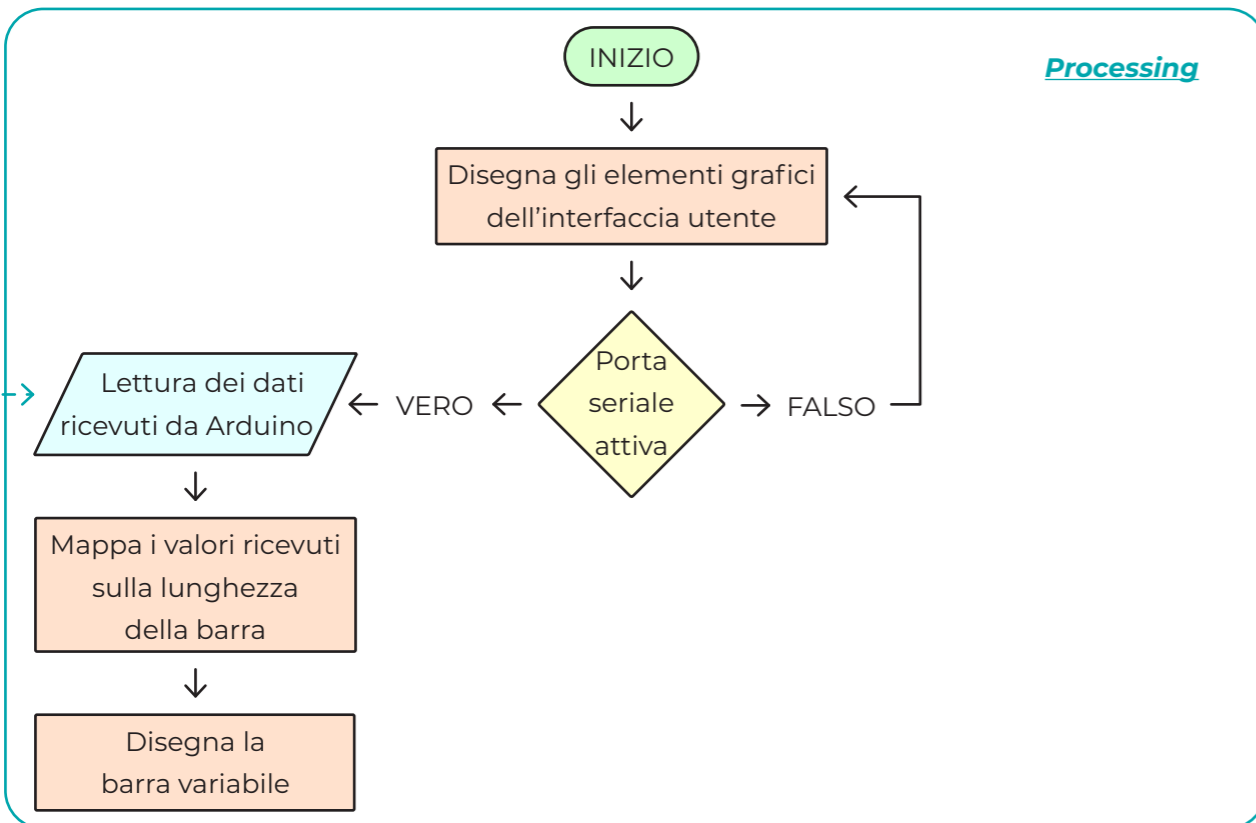 INIZIO
Processing
Disegna gli elementi grafici
dell’interfaccia utente
Porta
seriale
attiva
VERO
FALSO
Lettura dei dati
ricevuti da Arduino
Mappa i valori ricevuti
sulla lunghezza
della barra
Disegna la
barra variabile